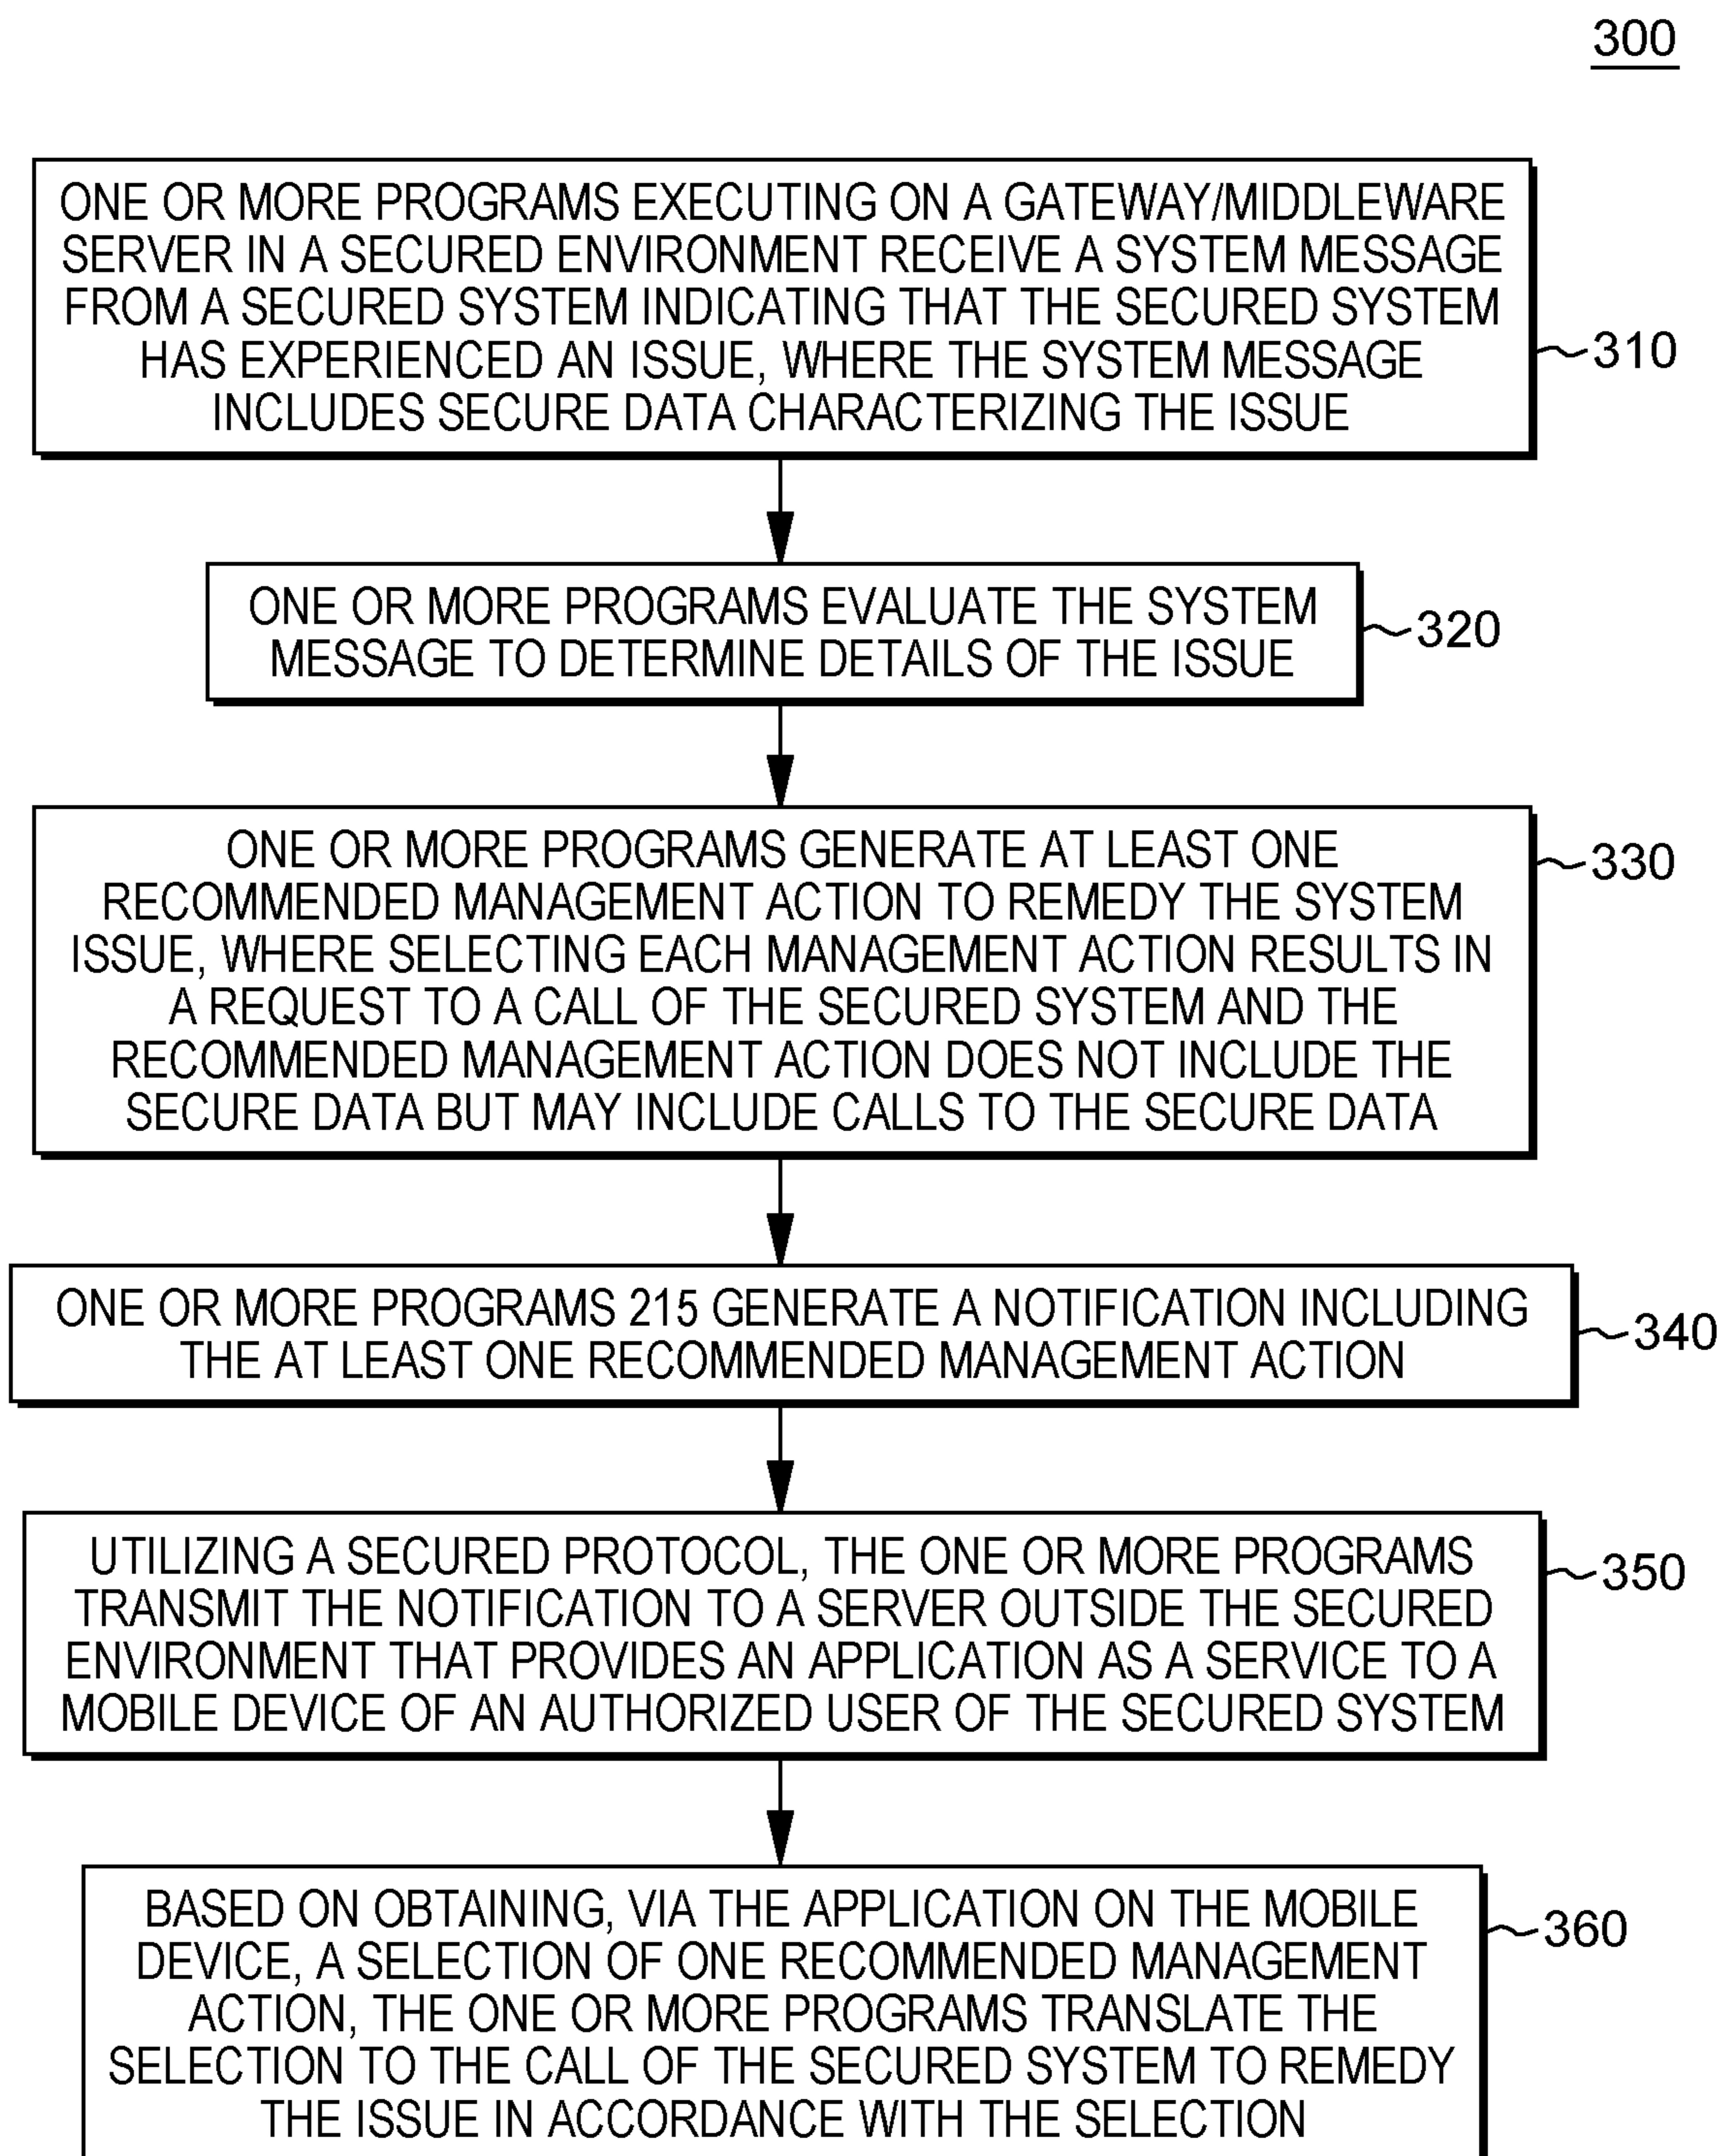 300
ONE OR MORE PROGRAMS EXECUTING ON A GATEWAY/MIDDLEWARE
SERVER IN A SECURED ENVIRONMENT RECEIVE A SYSTEM MESSAGE
FROM A SECURED SYSTEM INDICATING THAT THE SECURED SYSTEM
HAS EXPERIENCED AN ISSUE, WHERE THE SYSTEM MESSAGE
INCLUDES SECURE DATA CHARACTERIZING THE ISSUE
310
ONE OR MORE PROGRAMS EVALUATE THE SYSTEM
MESSAGE TO DETERMINE DETAILS OF THE ISSUE
320
ONE OR MORE PROGRAMS GENERATE AT LEAST ONE
RECOMMENDED MANAGEMENT ACTION TO REMEDY THE SYSTEM
ISSUE, WHERE SELECTING EACH MANAGEMENT ACTION RESULTS IN
A REQUEST TO A CALL OF THE SECURED SYSTEM AND THE
RECOMMENDED MANAGEMENT ACTION DOES NOT INCLUDE THE
SECURE DATA BUT MAY INCLUDE CALLS TO THE SECURE DATA
330
ONE OR MORE PROGRAMS 215 GENERATE A NOTIFICATION INCLUDING
THE AT LEAST ONE RECOMMENDED MANAGEMENT ACTION
340
UTILIZING A SECURED PROTOCOL, THE ONE OR MORE PROGRAMS
TRANSMIT THE NOTIFICATION TO A SERVER OUTSIDE THE SECURED
ENVIRONMENT THAT PROVIDES AN APPLICATION AS A SERVICE TO A
MOBILE DEVICE OF AN AUTHORIZED USER OF THE SECURED SYSTEM
350
BASED ON OBTAINING, VIA THE APPLICATION ON THE MOBILE
DEVICE, A SELECTION OF ONE RECOMMENDED MANAGEMENT
ACTION, THE ONE OR MORE PROGRAMS TRANSLATE THE
SELECTION TO THE CALL OF THE SECURED SYSTEM TO REMEDY
THE ISSUE IN ACCORDANCE WITH THE SELECTION
360